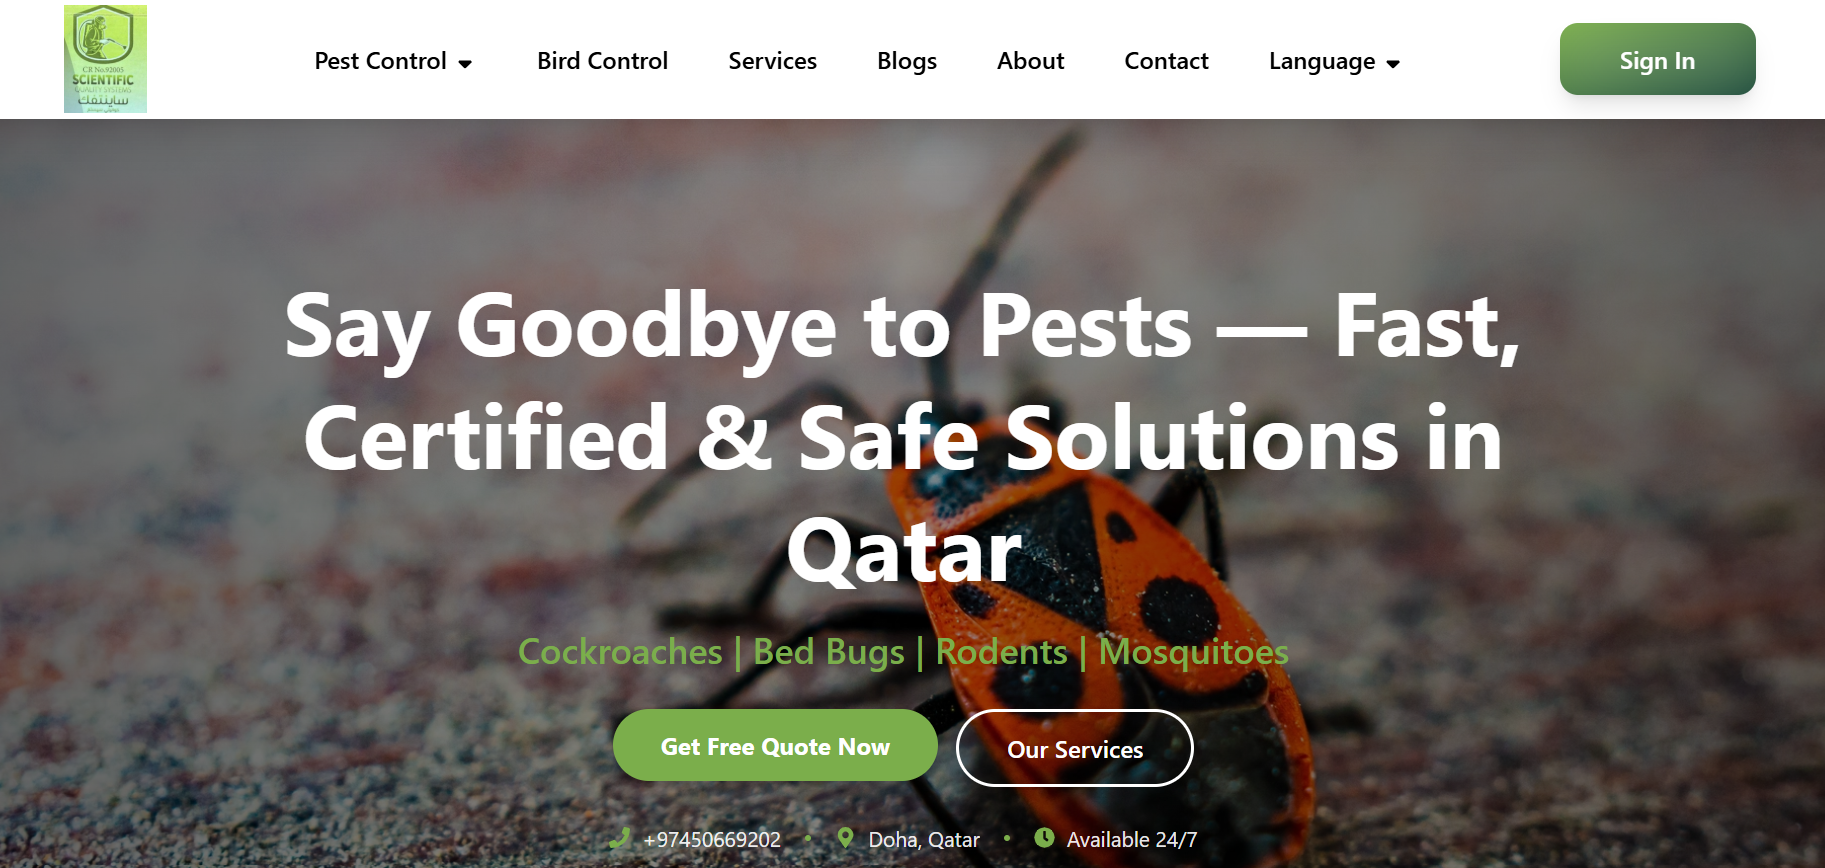 CR No.92005
SCIENTIFIC
QUALITY SYSTEMS
ساينتفك
Pest Control
Bird Control
Services
Blogs
About
Contact
Language
Sign In
Say Goodbye to Pests — Fast,
Certified & Safe Solutions in
Qatar
Cockroaches | Bed Bugs | Rodents | Mosquitoes
Get Free Quote Now
Our Services
+97450669202 • Doha, Qatar • Available 24/7